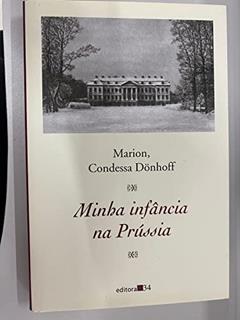 Marion,
Condessa Dönhoff
Minha infância
na Prússia
editora 34